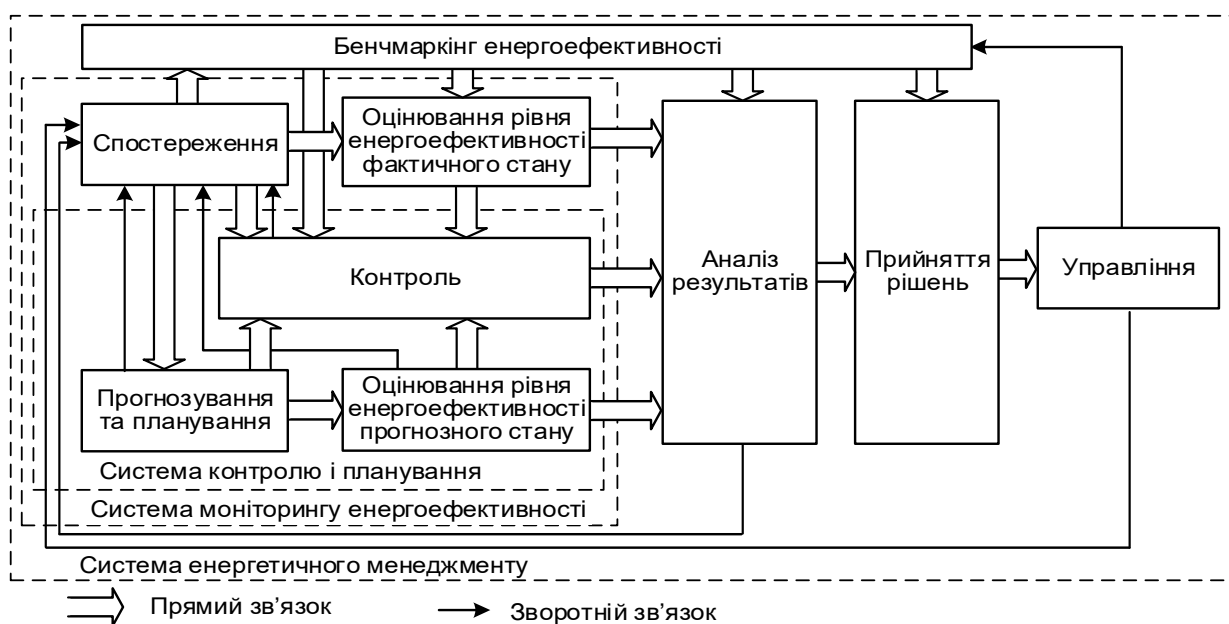 Бенчмаркінг енергоефективності
Спостереження
Оцінювання рівня
енергоефективності
фактичного стану
Контроль
Аналіз
результатів
Прийняття
рішень
Управління
Прогнозування
та планування
Оцінювання рівня
енергоефективності
прогнозного стану
Система контролю і планування
Система моніторингу енергоефективності
Система енергетичного менеджменту
Прямий зв’язок
Зворотній зв’язок